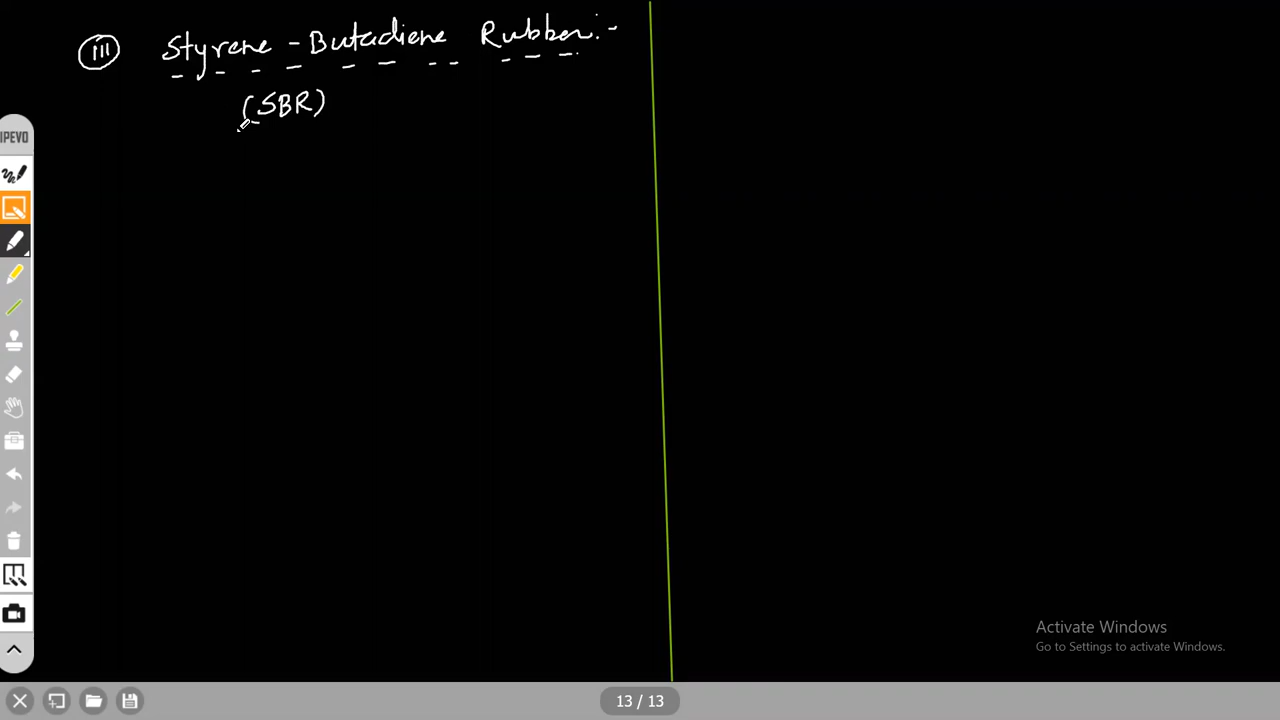 (iii) Styrene - Butadiene Rubber :-
(SBR)
IPEVO
Activate Windows
Go to Settings to activate Windows.
13 / 13